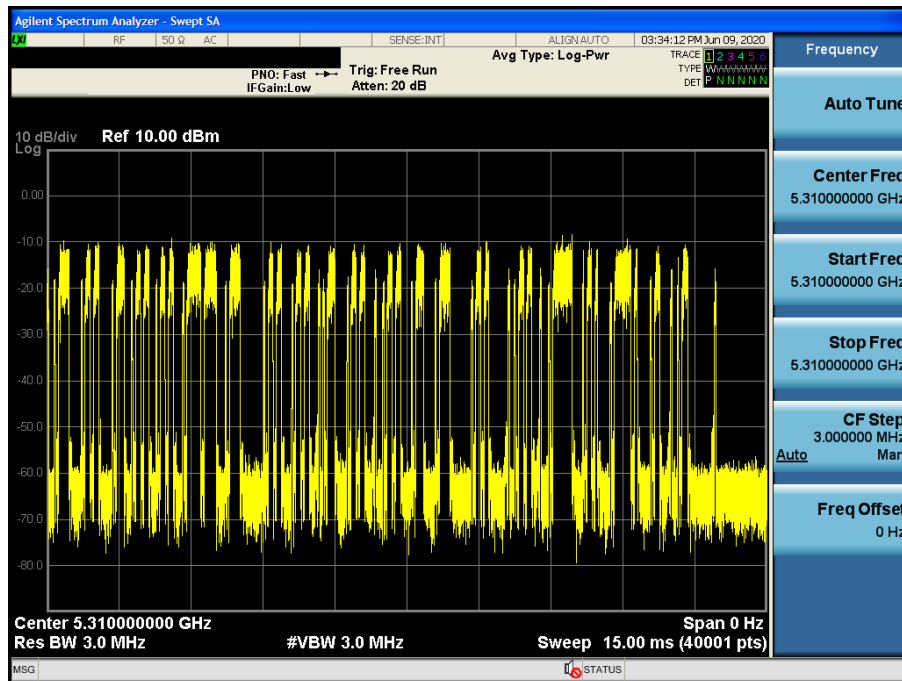 Agilent Spectrum Analyzer - Swept SA
LXI RF 50 Ω AC SENSE:INT ALIGN AUTO 03:34:12 PM Jun 09, 2020
Avg Type: Log-Pwr TRACE 1 2 3 4 5 6
PNO: Fast Trig: Free Run TYPE WWWWWW
IFGain:Low Atten: 20 dB DET P N N N N N
10 dB/div Ref 10.00 dBm
Log
0.00
-10.0
-20.0
-30.0
-40.0
-50.0
-60.0
-70.0
-80.0
Center 5.310000000 GHz Span 0 Hz
Res BW 3.0 MHz #VBW 3.0 MHz Sweep 15.00 ms (40001 pts)
MSG STATUS
Frequency
Auto Tune
Center Freq
5.310000000 GHz
Start Freq
5.310000000 GHz
Stop Freq
5.310000000 GHz
CF Step
3.000000 MHz
Auto Man
Freq Offset
0 Hz